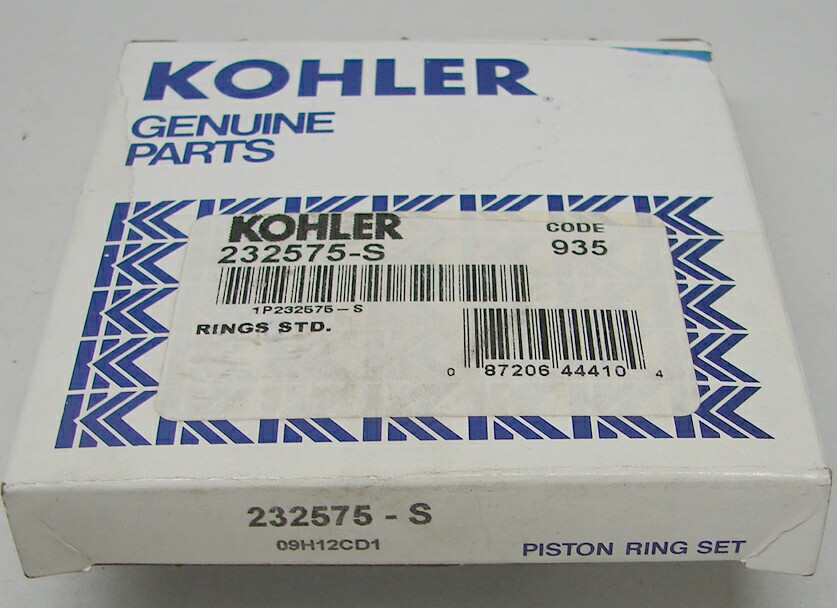 KOHLER
GENUINE
PARTS
KOHLER
CODE
232575-S
935
1P232575-S
RINGS STD.
0 87206 44410 4
232575 - S
09H12CD1
PISTON RING SET